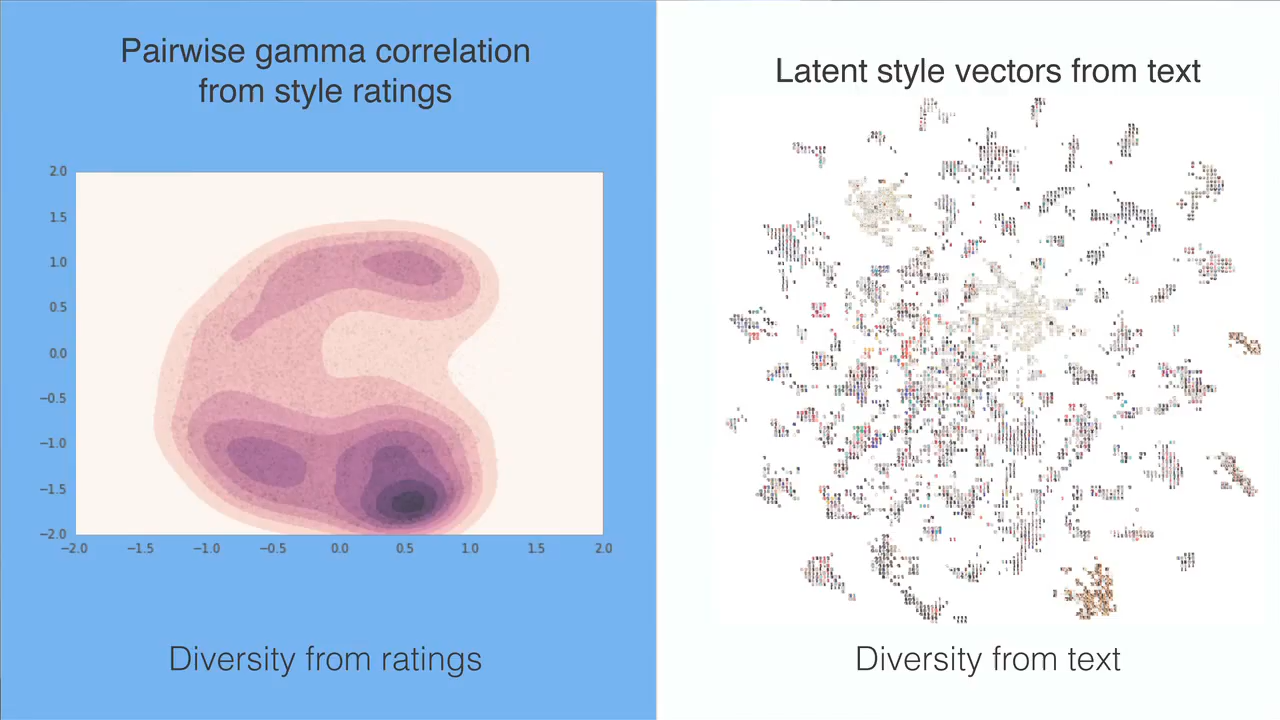 Pairwise gamma correlation
from style ratings
2.0
1.5
1.0
0.5
0.0
−0.5
−1.0
−1.5
−2.0
−2.0 −1.5 −1.0 −0.5 0.0 0.5 1.0 1.5 2.0
Diversity from ratings
Latent style vectors from text
Diversity from text